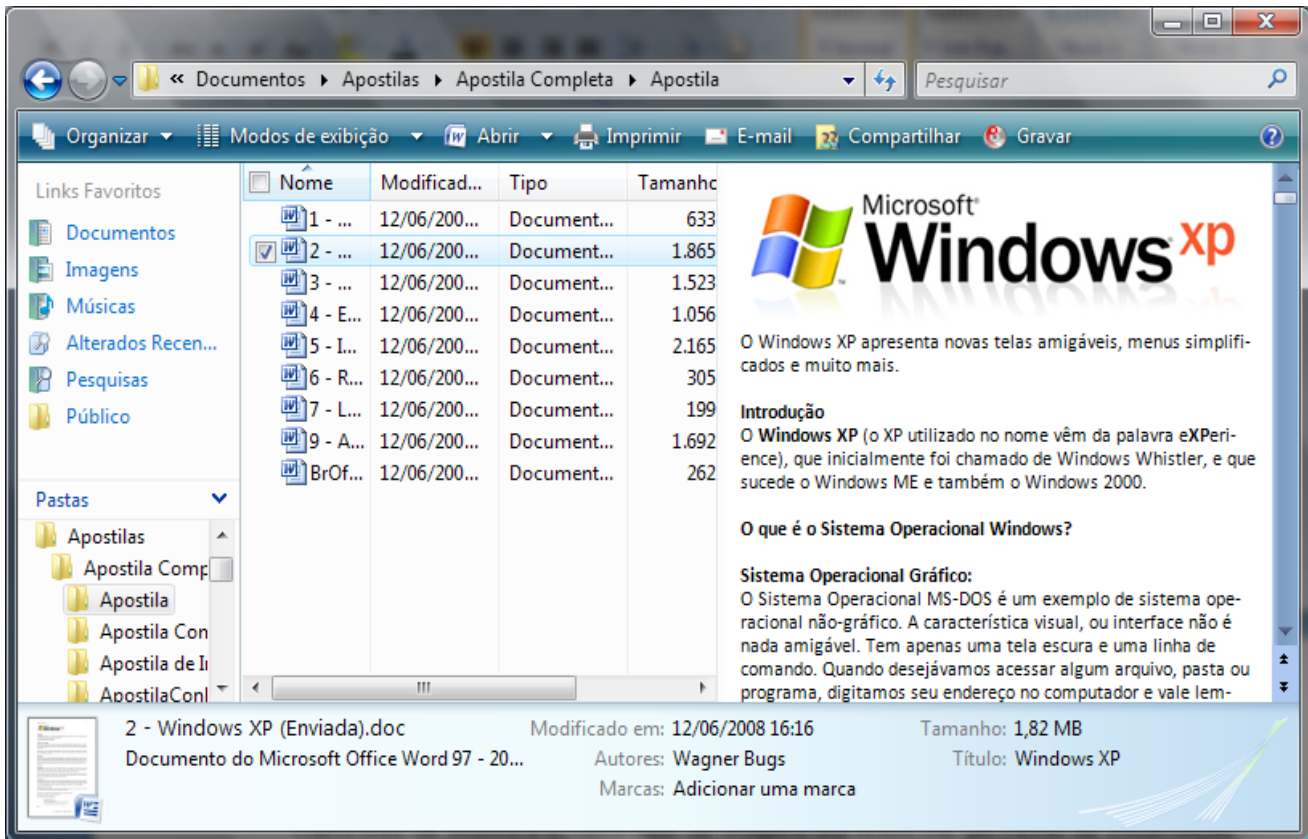 « Documentos ▸ Apostilas ▸ Apostila Completa ▸ Apostila
Pesquisar
Organizar
Modos de exibição
Abrir
Imprimir
E-mail
Compartilhar
Gravar
Links Favoritos
Documentos
Imagens
Músicas
Alterados Recen...
Pesquisas
Público
Pastas
Apostilas
Apostila Comp
Apostila
Apostila Con
Apostila de I
ApostilaConl
Nome Modificad... Tipo Tamanho
1 - ... 12/06/200... Document... 633
2 - ... 12/06/200... Document... 1.865
3 - ... 12/06/200... Document... 1.523
4 - E... 12/06/200... Document... 1.056
5 - I... 12/06/200... Document... 2.165
6 - R... 12/06/200... Document... 305
7 - L... 12/06/200... Document... 199
9 - A... 12/06/200... Document... 1.692
BrOf... 12/06/200... Document... 262
Microsoft®
Windows xp
O Windows XP apresenta novas telas amigáveis, menus simplifi-
cados e muito mais.
Introdução
O Windows XP (o XP utilizado no nome vêm da palavra eXPeri-
ence), que inicialmente foi chamado de Windows Whistler, e que
sucede o Windows ME e também o Windows 2000.
O que é o Sistema Operacional Windows?
Sistema Operacional Gráfico:
O Sistema Operacional MS-DOS é um exemplo de sistema ope-
racional não-gráfico. A característica visual, ou interface não é
nada amigável. Tem apenas uma tela escura e uma linha de
comando. Quando desejávamos acessar algum arquivo, pasta ou
programa, digitamos seu endereço no computador e vale lem-
2 - Windows XP (Enviada).doc
Documento do Microsoft Office Word 97 - 20...
Modificado em: 12/06/2008 16:16
Autores: Wagner Bugs
Marcas: Adicionar uma marca
Tamanho: 1,82 MB
Título: Windows XP